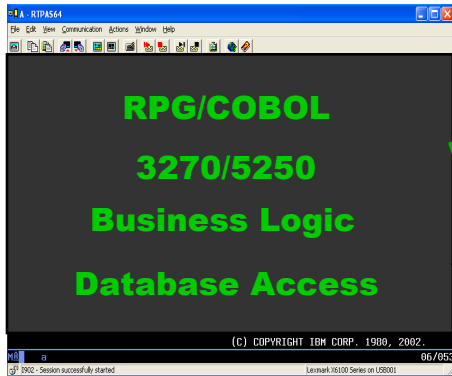 A - RTPAS64
File Edit View Communication Actions Window Help
RPG/COBOL
3270/5250
Business Logic
Database Access
(C) COPYRIGHT IBM CORP. 1980, 2002.
MA a 06/053
I902 - Session successfully started Lexmark X6100 Series on USB001